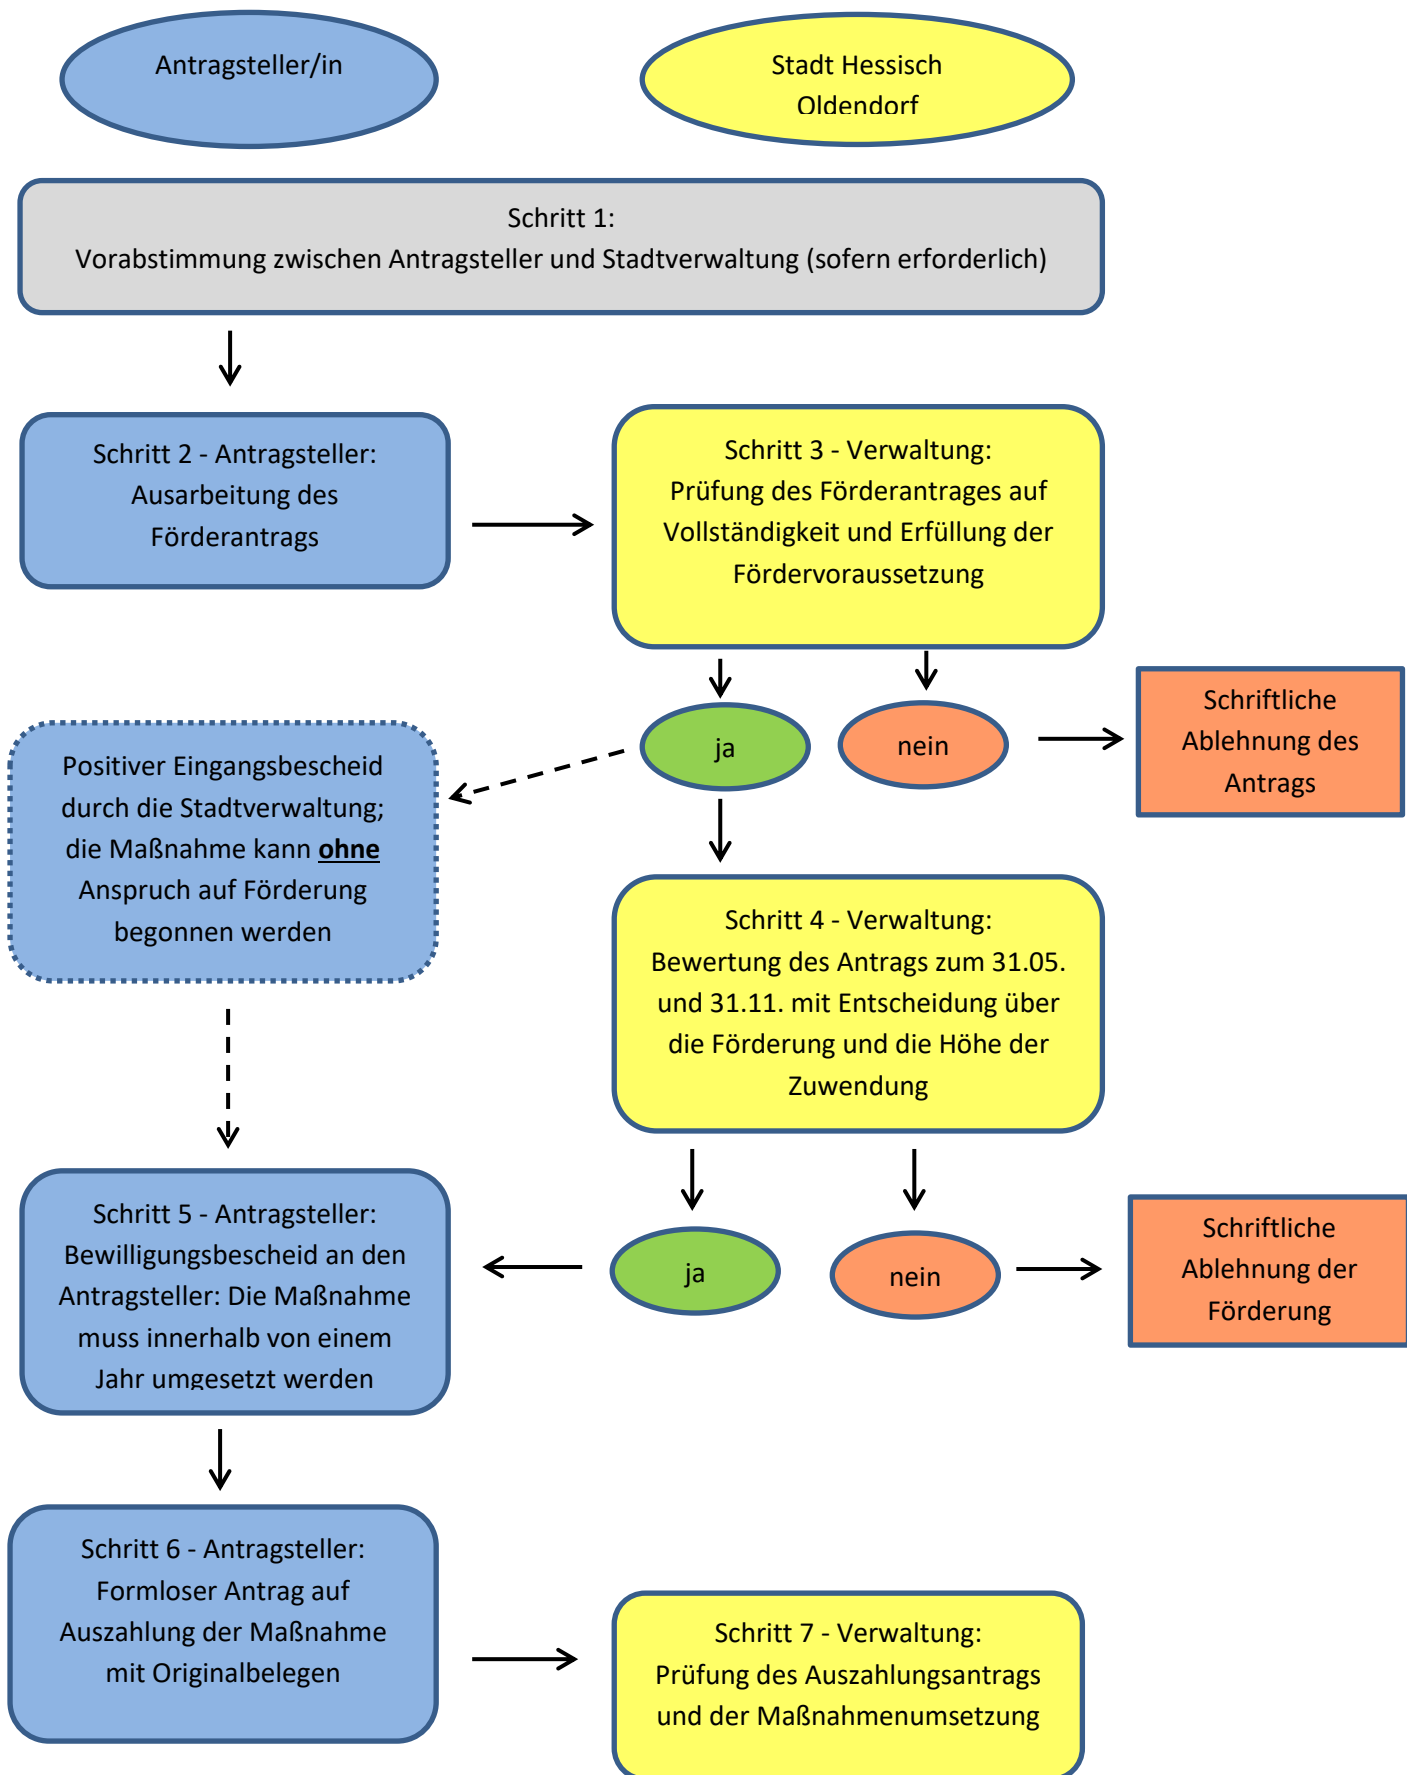 Antragsteller/in
Stadt Hessisch
Oldendorf
Schritt 1:
Vorabstimmung zwischen Antragsteller und Stadtverwaltung (sofern erforderlich)
Schritt 2 - Antragsteller:
Ausarbeitung des
Förderantrags
Schritt 3 - Verwaltung:
Prüfung des Förderantrages auf
Vollständigkeit und Erfüllung der
Fördervoraussetzung
ja
nein
Schriftliche
Ablehnung des
Antrags
Positiver Eingangsbescheid
durch die Stadtverwaltung;
die Maßnahme kann ohne
Anspruch auf Förderung
begonnen werden
Schritt 4 - Verwaltung:
Bewertung des Antrags zum 31.05.
und 31.11. mit Entscheidung über
die Förderung und die Höhe der
Zuwendung
Schritt 5 - Antragsteller:
Bewilligungsbescheid an den
Antragsteller: Die Maßnahme
muss innerhalb von einem
Jahr umgesetzt werden
ja
nein
Schriftliche
Ablehnung der
Förderung
Schritt 6 - Antragsteller:
Formloser Antrag auf
Auszahlung der Maßnahme
mit Originalbelegen
Schritt 7 - Verwaltung:
Prüfung des Auszahlungsantrags
und der Maßnahmenumsetzung